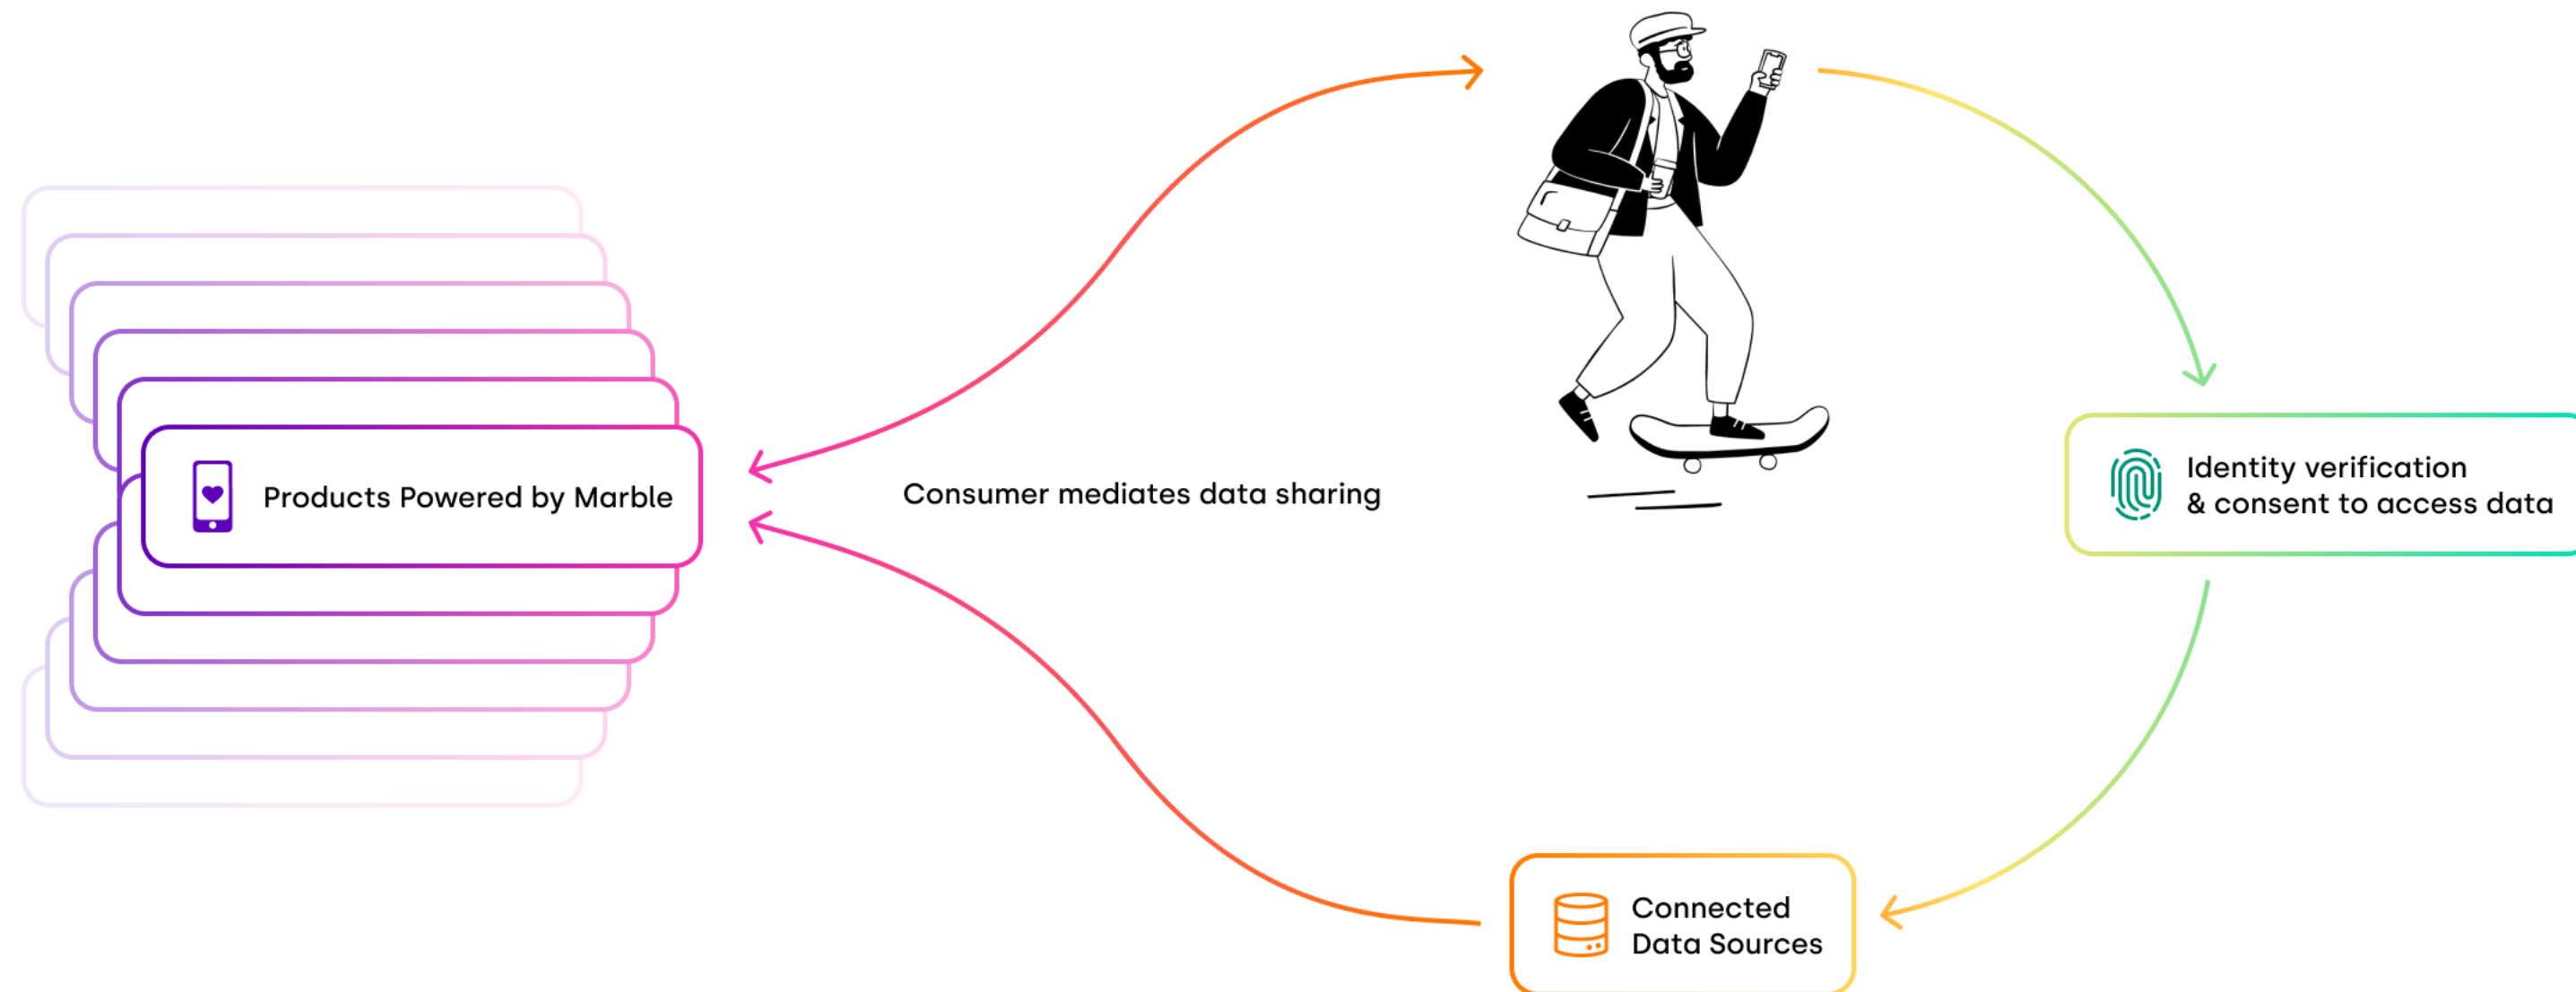 Products Powered by Marble
Consumer mediates data sharing
Identity verification
& consent to access data
Connected
Data Sources